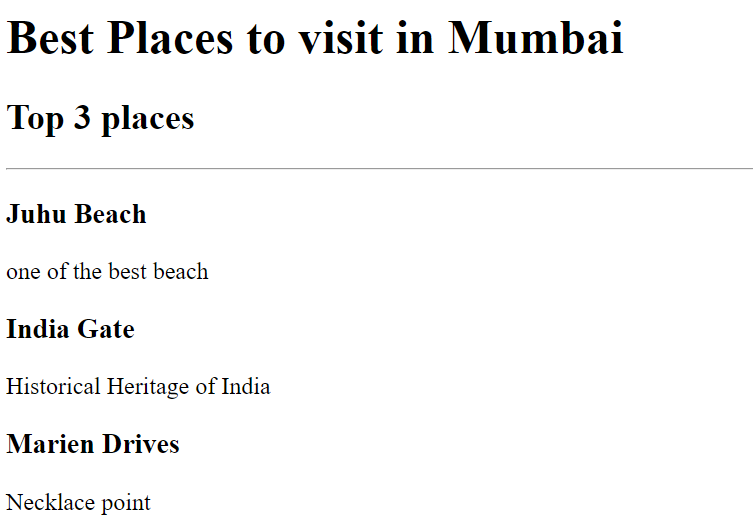 Best Places to visit in Mumbai
Top 3 places
Juhu Beach
one of the best beach
India Gate
Historical Heritage of India
Marien Drives
Necklace point